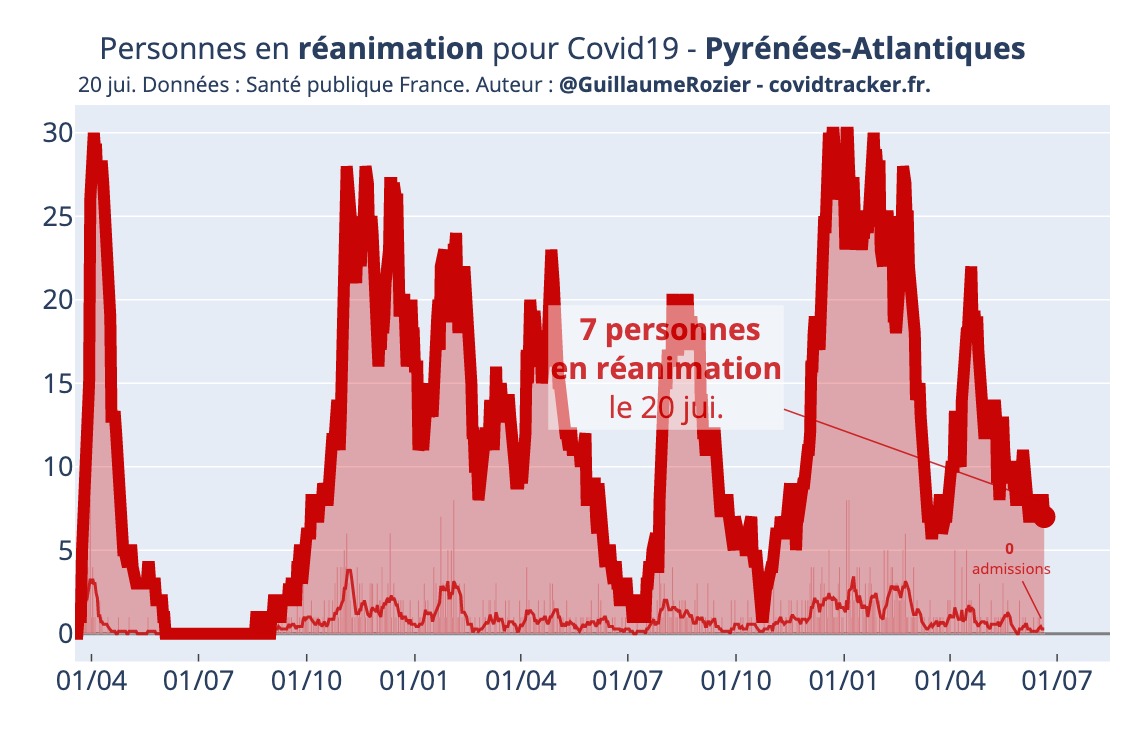 Personnes en réanimation pour Covid19 - Pyrénées-Atlantiques
20 jui. Données : Santé publique France. Auteur : @GuillaumeRozier - covidtracker.fr.
30
25
20
15
10
5
0
7 personnes
en réanimation
le 20 jui.
0
admissions
01/04 01/07 01/10 01/01 01/04 01/07 01/10 01/01 01/04 01/07